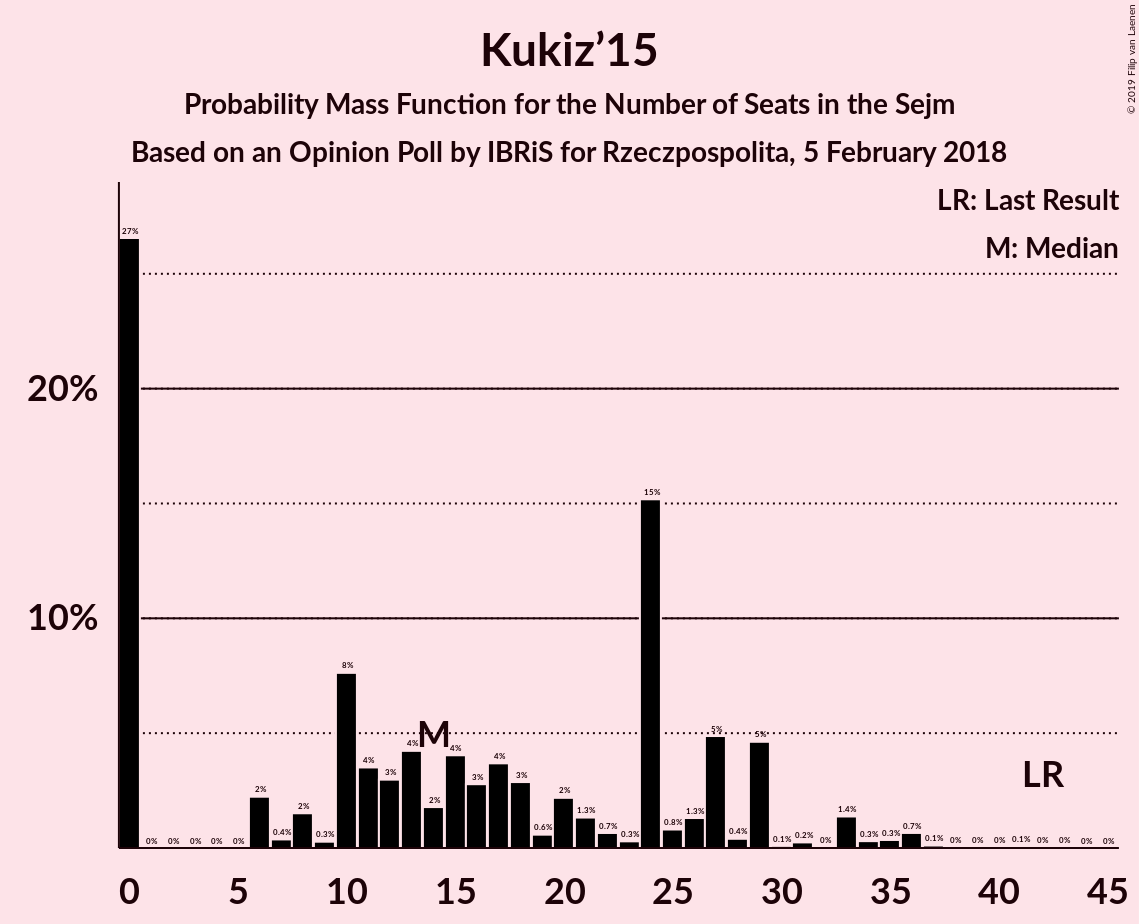 Kukiz’15
Probability Mass Function for the Number of Seats in the Sejm
Based on an Opinion Poll by IBRiS for Rzeczpospolita, 5 February 2018
© 2019 Filip van Laenen
LR: Last Result
M: Median
20%
10%
27% 0% 0% 0% 0% 0% 2% 0.4% 2% 0.3% 8% 4% 3% 4% 2% 4% 3% 4% 3% 0.6% 2% 1.3% 0.7% 0.3% 15% 0.8% 1.3% 5% 0.4% 5% 0.1% 0.2% 0% 1.4% 0.3% 0.3% 0.7% 0.1% 0% 0% 0% 0.1% 0% 0% 0% 0%
M
LR
0 5 10 15 20 25 30 35 40 45